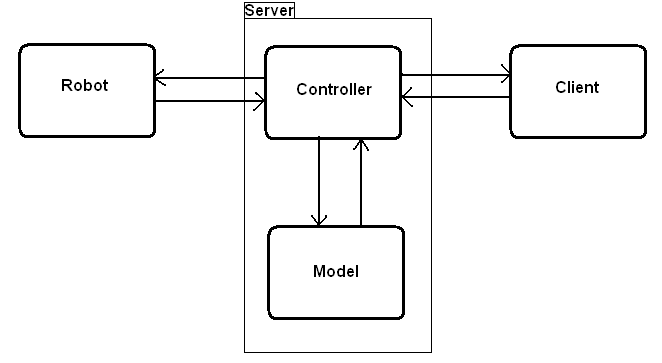 Server
Robot
Controller
Client
Model